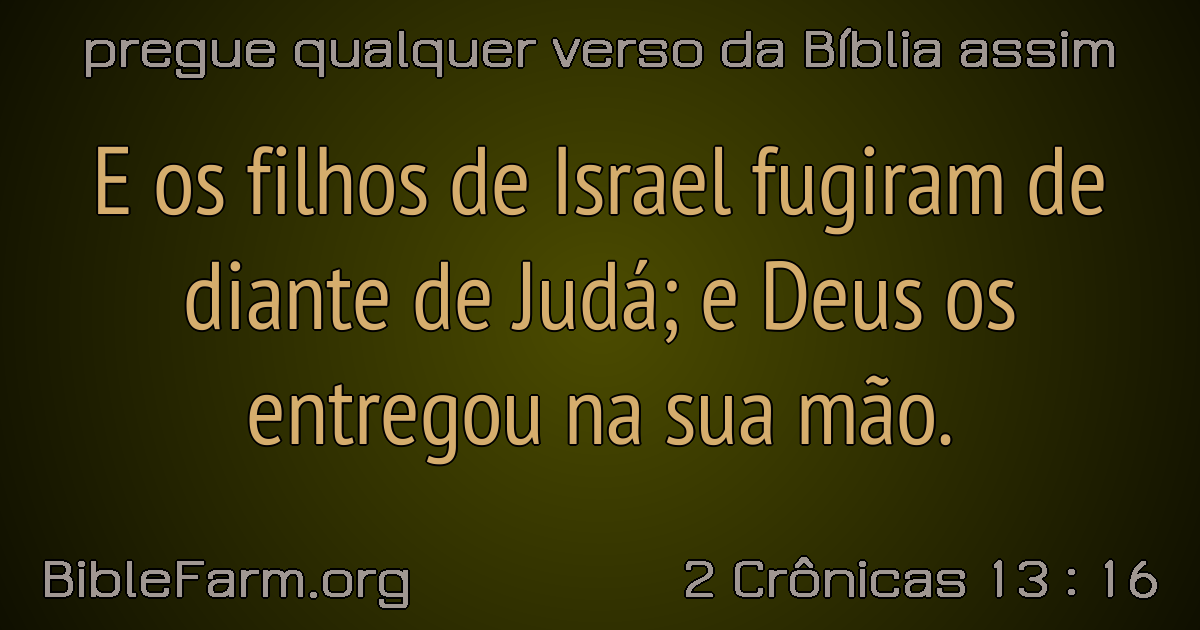 pregue qualquer verso da Bíblia assim
E os filhos de Israel fugiram de
diante de Judá; e Deus os
entregou na sua mão.
BibleFarm.org
2 Crônicas 13 : 16